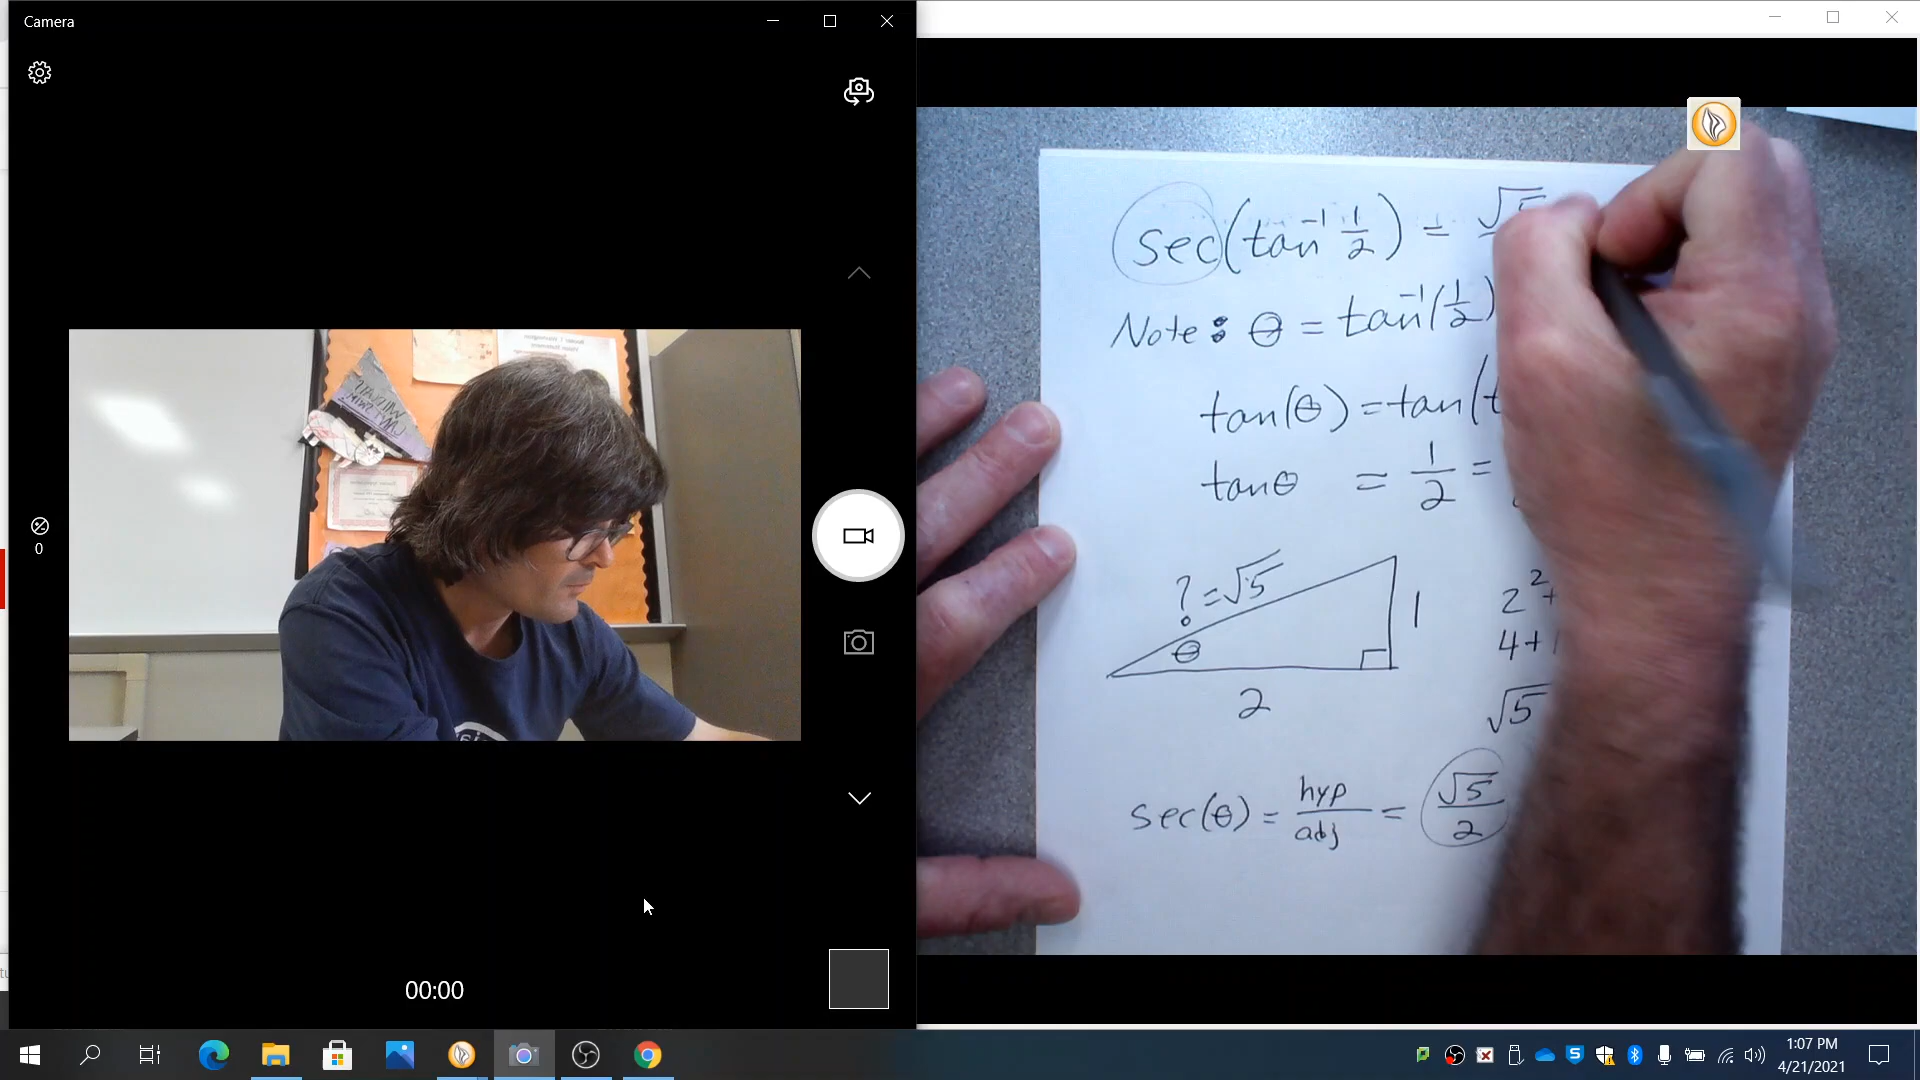 Camera
0
00:00
sec(tan⁻¹ 1/2) = √5
Note: θ = tan⁻¹(1/2)
tan(θ) = tan(t
tanθ = 1/2 =
? = √5
θ
1
2
2² +
4 + 1
√5
sec(θ) = hyp/adj = √5/2
1:07 PM
4/21/2021